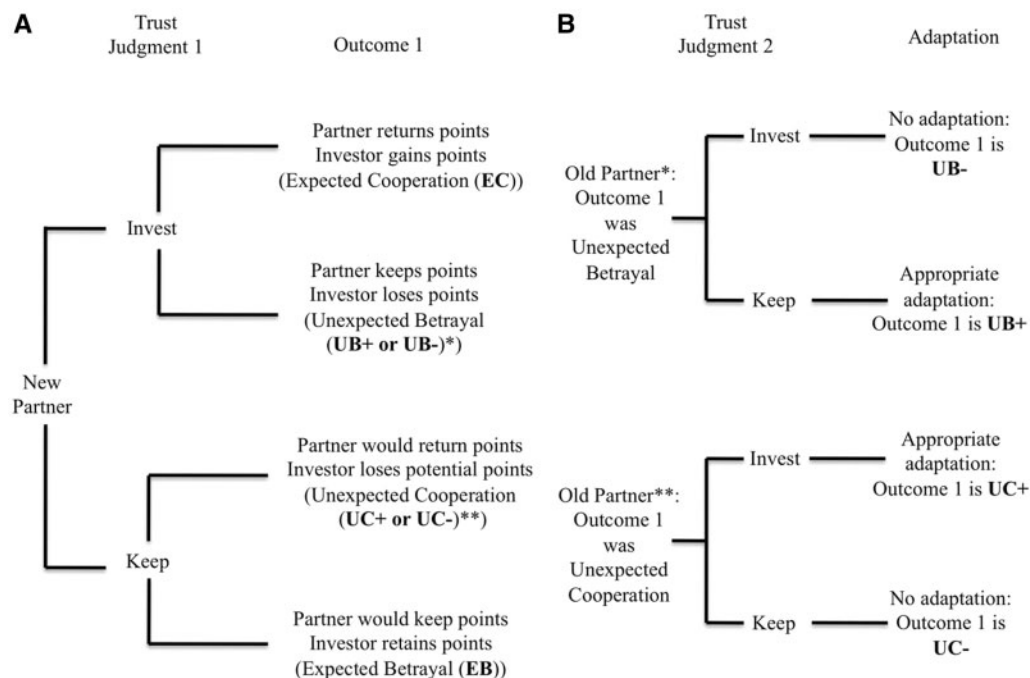 A
Trust
Judgment 1
Outcome 1
Partner returns points
Investor gains points
(Expected Cooperation (EC))
Invest
Partner keeps points
Investor loses points
(Unexpected Betrayal
(UB+ or UB-)*)
New
Partner
Partner would return points
Investor loses potential points
(Unexpected Cooperation
(UC+ or UC-)**)
Keep
Partner would keep points
Investor retains points
(Expected Betrayal (EB))
B
Trust
Judgment 2
Adaptation
Old Partner*:
Outcome 1
was
Unexpected
Betrayal
Invest
No adaptation:
Outcome 1 is
UB-
Keep
Appropriate
adaptation:
Outcome 1 is UB+
Old Partner**:
Outcome 1
was
Unexpected
Cooperation
Invest
Appropriate
adaptation:
Outcome 1 is UC+
Keep
No adaptation:
Outcome 1 is
UC-